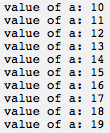 value of a: 10
value of a: 11
value of a: 12
value of a: 13
value of a: 14
value of a: 15
value of a: 16
value of a: 17
value of a: 18
value of a: 19